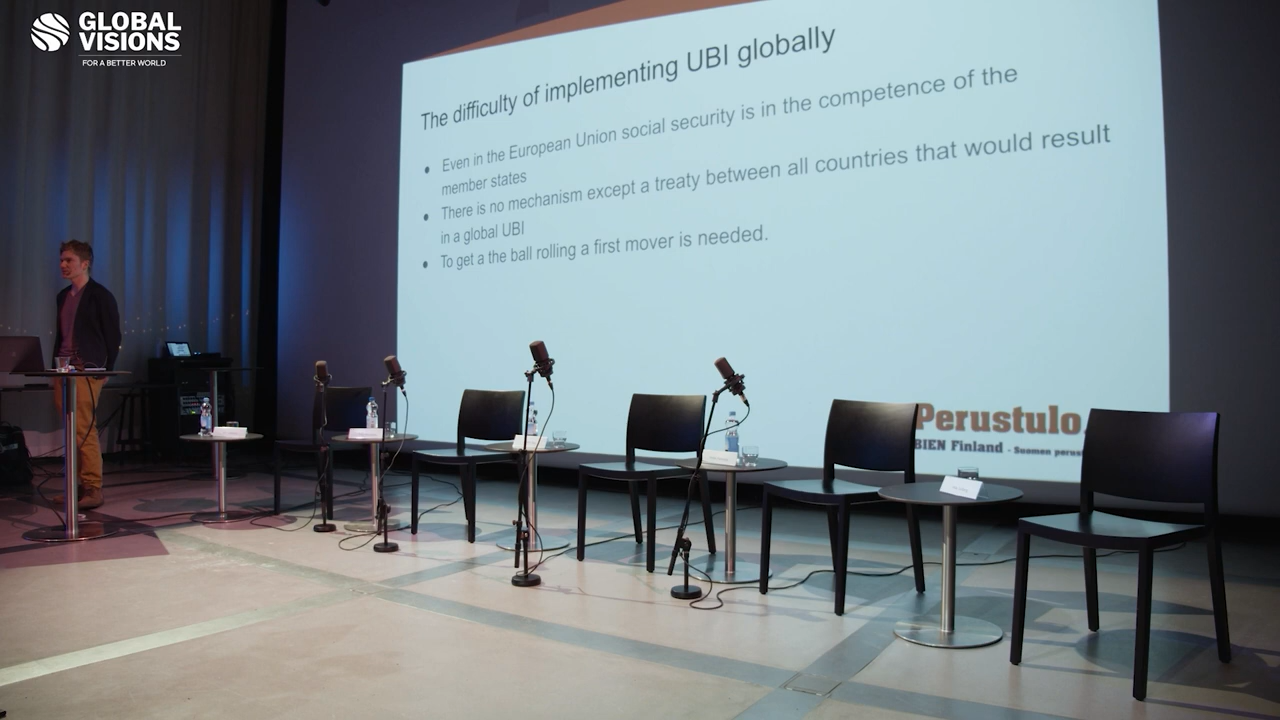 GLOBAL
VISIONS
FOR A BETTER WORLD
The difficulty of implementing UBI globally
Even in the European Union social security is in the competence of the
member states
There is no mechanism except a treaty between all countries that would result
in a global UBI
To get a the ball rolling a first mover is needed.
Perustulo
BIEN Finland - Suomen perus